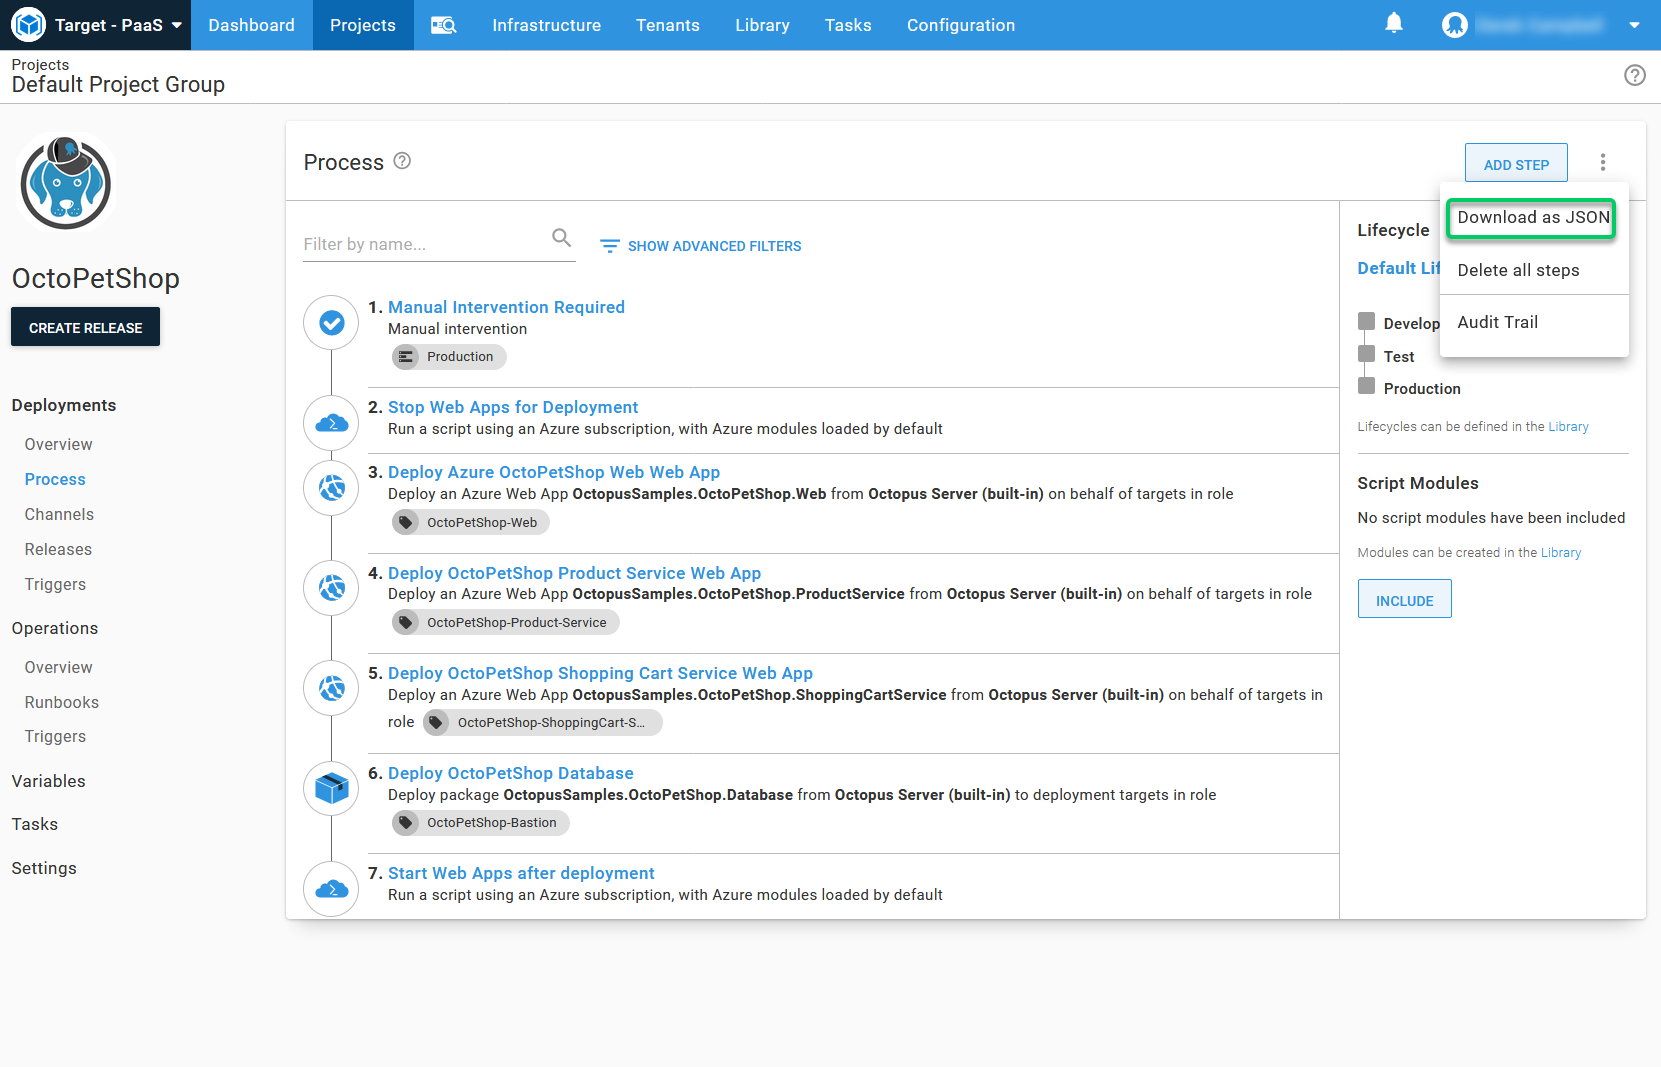 Target - PaaS
Dashboard
Projects
Infrastructure
Tenants
Library
Tasks
Configuration
Projects
Default Project Group
OctoPetShop
CREATE RELEASE
Deployments
Overview
Process
Channels
Releases
Triggers
Operations
Overview
Runbooks
Triggers
Variables
Tasks
Settings
Process
ADD STEP
Filter by name...
SHOW ADVANCED FILTERS
1. Manual Intervention Required
Manual intervention
Production
2. Stop Web Apps for Deployment
Run a script using an Azure subscription, with Azure modules loaded by default
3. Deploy Azure OctoPetShop Web Web App
Deploy an Azure Web App OctopusSamples.OctoPetShop.Web from Octopus Server (built-in) on behalf of targets in role
OctoPetShop-Web
4. Deploy OctoPetShop Product Service Web App
Deploy an Azure Web App OctopusSamples.OctoPetShop.ProductService from Octopus Server (built-in) on behalf of targets in role
OctoPetShop-Product-Service
5. Deploy OctoPetShop Shopping Cart Service Web App
Deploy an Azure Web App OctopusSamples.OctoPetShop.ShoppingCartService from Octopus Server (built-in) on behalf of targets in
role OctoPetShop-ShoppingCart-S...
6. Deploy OctoPetShop Database
Deploy package OctopusSamples.OctoPetShop.Database from Octopus Server (built-in) to deployment targets in role
OctoPetShop-Bastion
7. Start Web Apps after deployment
Run a script using an Azure subscription, with Azure modules loaded by default
Download as JSON
Delete all steps
Audit Trail
Lifecycle
Default Lif
Develop
Test
Production
Lifecycles can be defined in the Library
Script Modules
No script modules have been included
Modules can be created in the Library
INCLUDE